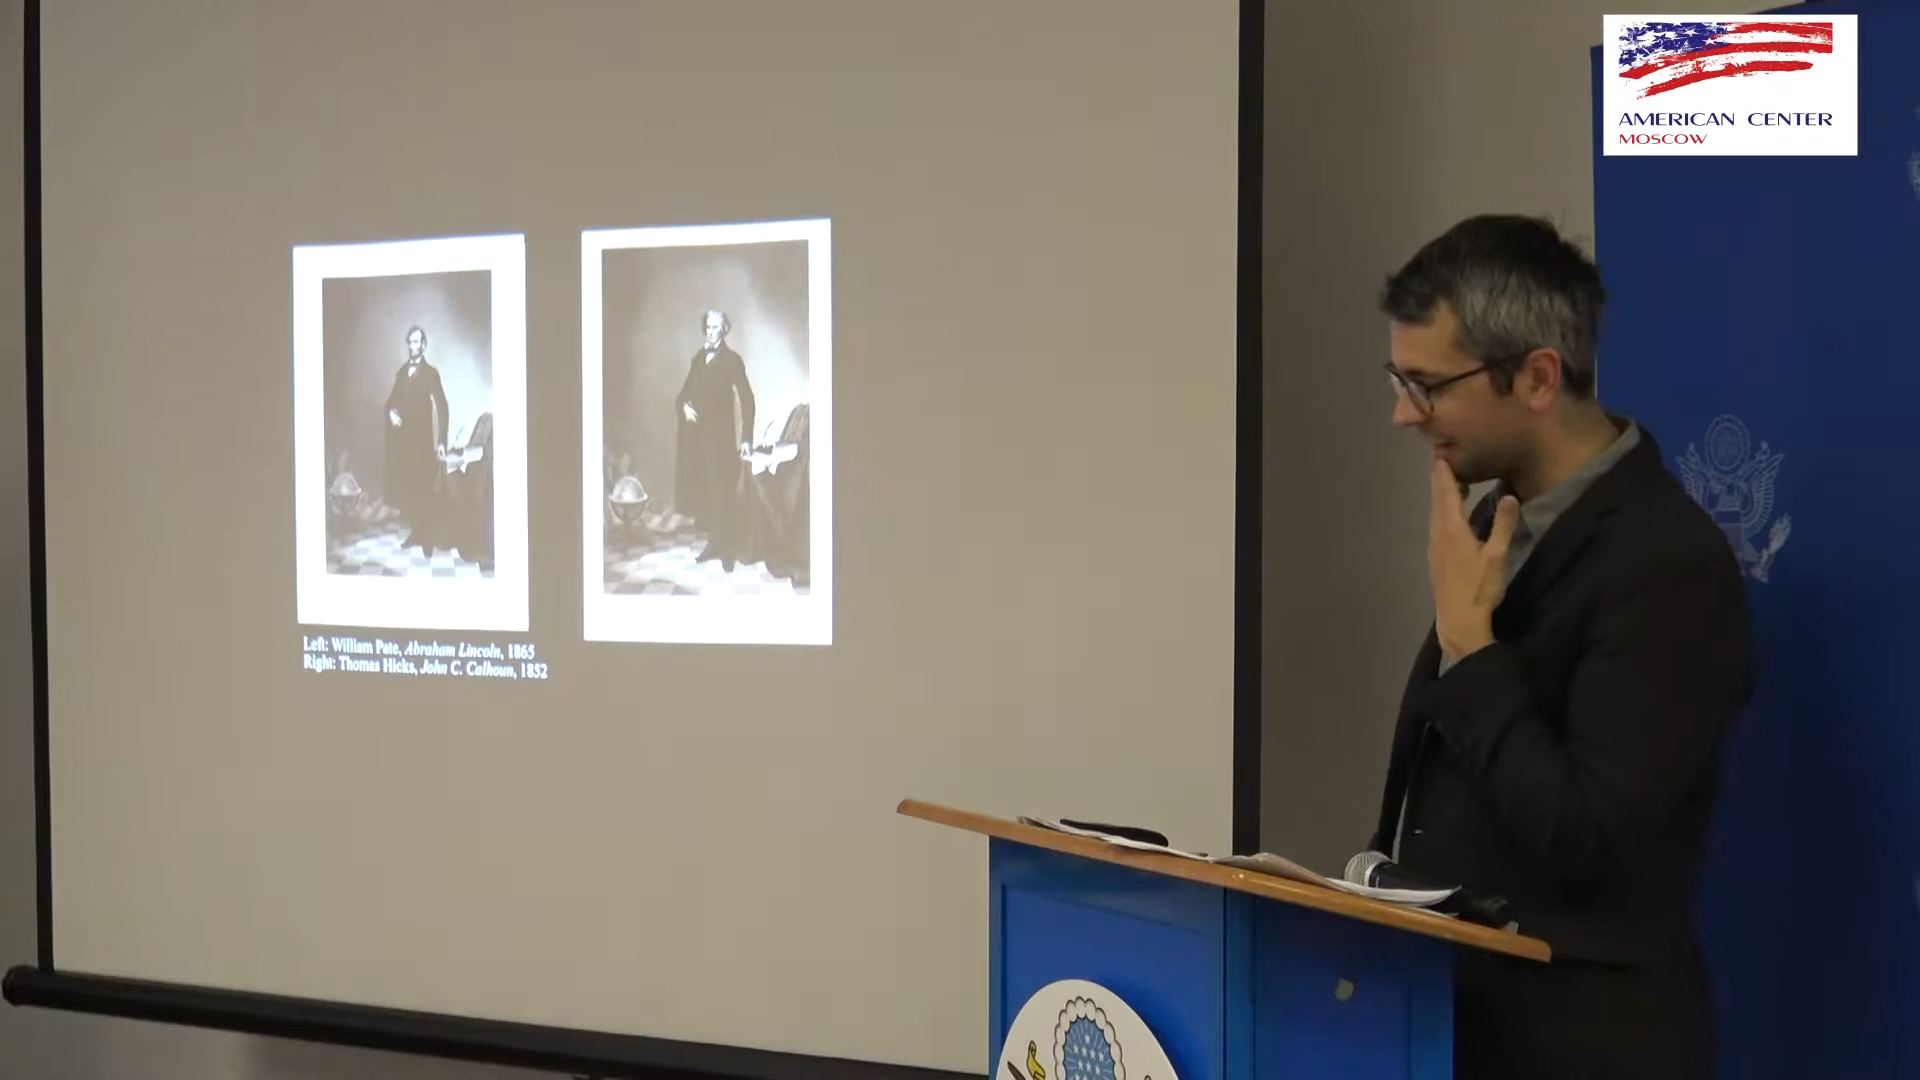 AMERICAN CENTER
MOSCOW
Left: William Pate, Abraham Lincoln, 1865
Right: Thomas Hicks, John C. Calhoun, 1852